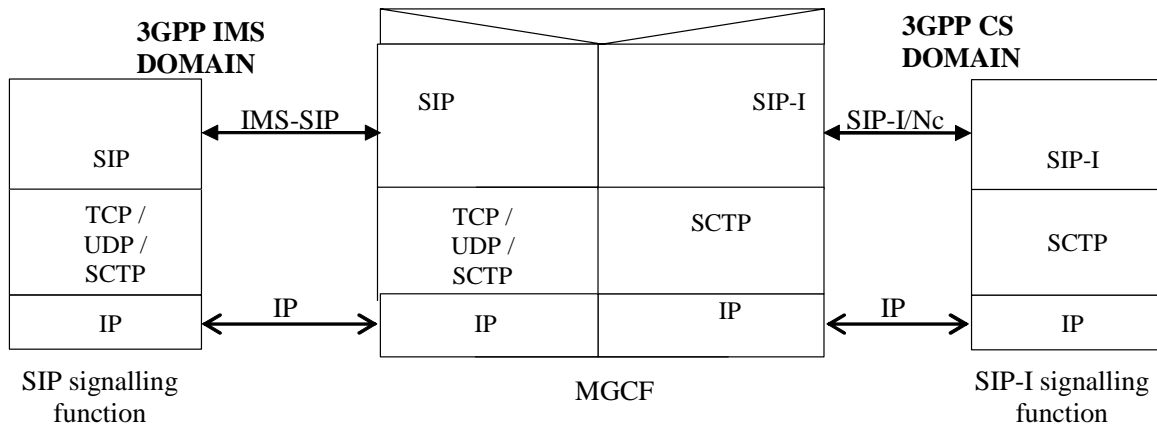 3GPP IMS
DOMAIN
3GPP CS
DOMAIN
SIP
SIP-I
IMS-SIP
SIP-I/Nc
SIP
SIP-I
TCP /
UDP /
SCTP
TCP /
UDP /
SCTP
SCTP
SCTP
IP
IP
IP
IP
IP
IP
SIP signalling
function
MGCF
SIP-I signalling
function